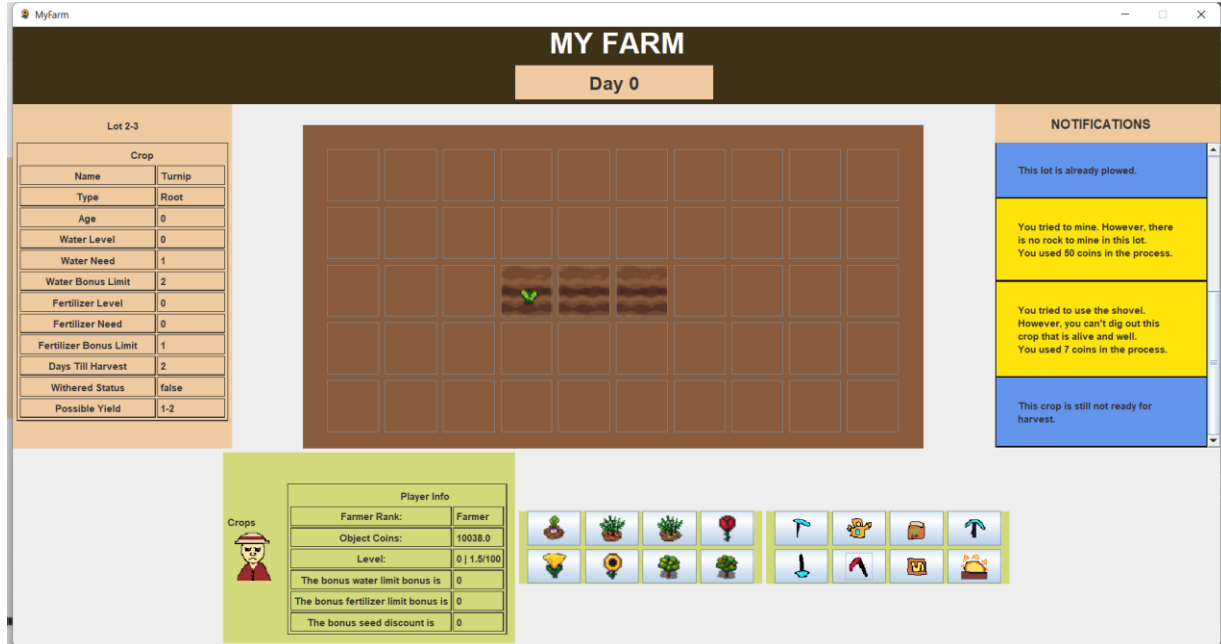 MyFarm
MY FARM
Day 0
Lot 2-3
Crop
Name Turnip
Type Root
Age 0
Water Level 0
Water Need 1
Water Bonus Limit 2
Fertilizer Level 0
Fertilizer Need 0
Fertilizer Bonus Limit 1
Days Till Harvest 2
Withered Status false
Possible Yield 1-2
NOTIFICATIONS
This lot is already plowed.
You tried to mine. However, there
is no rock to mine in this lot.
You used 50 coins in the process.
You tried to use the shovel.
However, you can't dig out this
crop that is alive and well.
You used 7 coins in the process.
This crop is still not ready for
harvest.
Crops
Player Info
Farmer Rank: Farmer
Object Coins: 10038.0
Level: 0 | 1.5/100
The bonus water limit bonus is 0
The bonus fertilizer limit bonus is 0
The bonus seed discount is 0